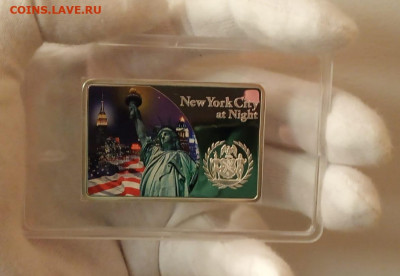 COINS.LAVE.RU
New York City
at Night